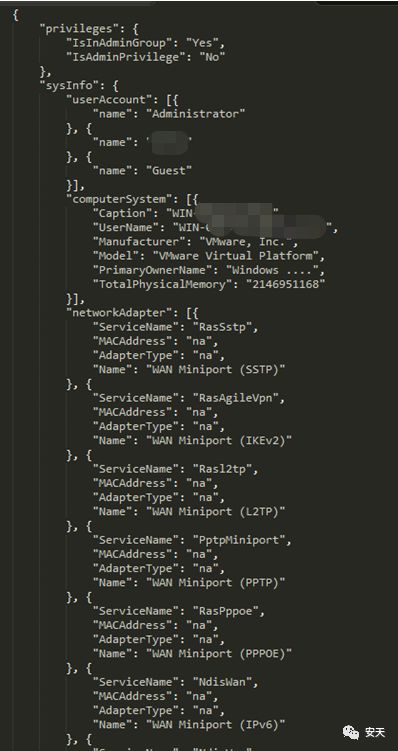 {
"privileges": {
"IsInAdminGroup": "Yes",
"IsAdminPrivilege": "No"
},
"sysInfo": {
"userAccount": [{
"name": "Administrator"
}, {
"name": "
}, {
"name": "Guest"
}],
"computerSystem": [{
"Caption": "WIN-
"UserName": "WIN-
"Manufacturer": "VMware, Inc.",
"Model": "VMware Virtual Platform",
"PrimaryOwnerName": "Windows ....",
"TotalPhysicalMemory": "2146951168"
}],
"networkAdapter": [{
"ServiceName": "RasSstp",
"MACAddress": "na",
"AdapterType": "na",
"Name": "WAN Miniport (SSTP)"
}, {
"ServiceName": "RasAgileVpn",
"MACAddress": "na",
"AdapterType": "na",
"Name": "WAN Miniport (IKEv2)"
}, {
"ServiceName": "Rasl2tp",
"MACAddress": "na",
"AdapterType": "na",
"Name": "WAN Miniport (L2TP)"
}, {
"ServiceName": "PptpMiniport",
"MACAddress": "na",
"AdapterType": "na",
"Name": "WAN Miniport (PPTP)"
}, {
"ServiceName": "RasPppoe",
"MACAddress": "na",
"AdapterType": "na",
"Name": "WAN Miniport (PPPOE)"
}, {
"ServiceName": "NdisWan",
"MACAddress": "na",
"AdapterType": "na",
"Name": "WAN Miniport (IPv6)"
}, {
安天